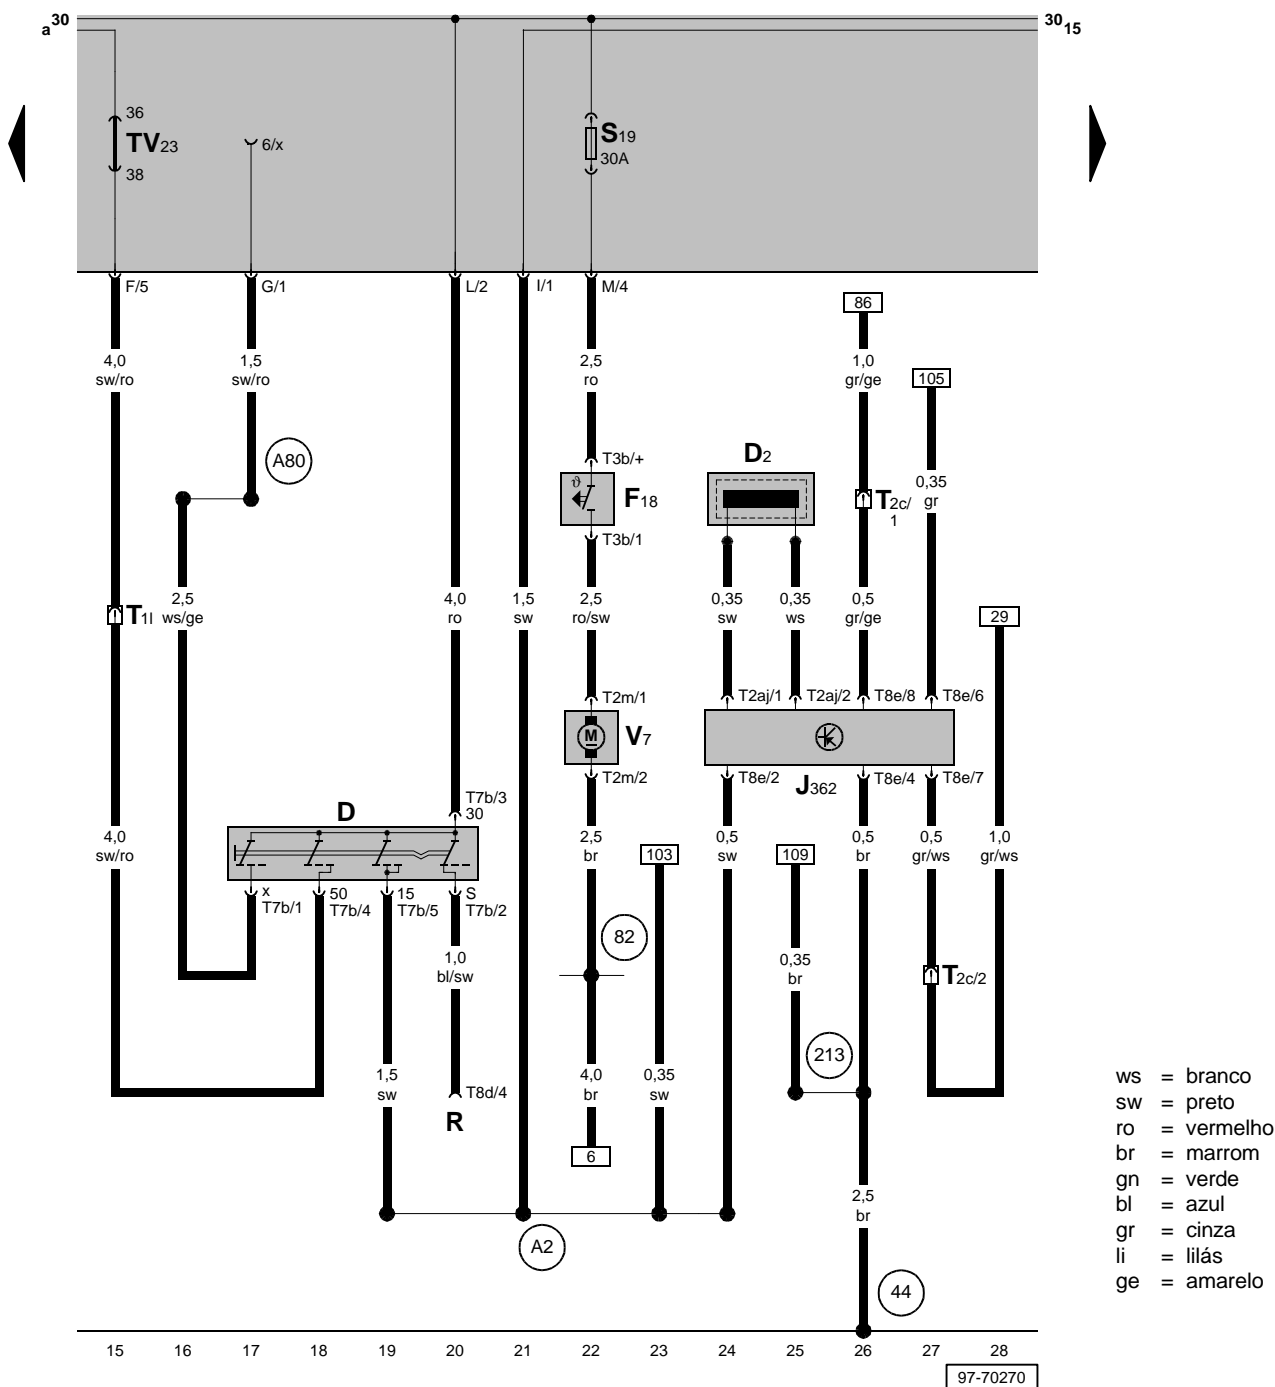 30
a
30
15
36
TV23
38
6/x
S19
30A
F/5
G/1
L/2
I/1
M/4
86
4,0
sw/ro
1,5
sw/ro
2,5
ro
1,0
gr/ge
105
A80
T3b/+
D2
ϑ
F18
T2c/
1
0,35
gr
T3b/1
T1l
2,5
ws/ge
4,0
ro
1,5
sw
2,5
ro/sw
0,35
sw
0,35
ws
0,5
gr/ge
29
T2m/1
T2aj/1
T2aj/2
T8e/8
T8e/6
M
V7
T2m/2
T8e/2
J362
T8e/4
T8e/7
T7b/3
30
D
4,0
sw/ro
2,5
br
103
0,5
sw
109
0,5
br
0,5
gr/ws
1,0
gr/ws
x
T7b/1
50
T7b/4
15
T7b/5
S
T7b/2
82
1,0
bl/sw
0,35
br
T2c/2
213
1,5
sw
T8d/4
R
4,0
br
0,35
sw
6
2,5
br
A2
44
ws = branco
sw = preto
ro = vermelho
br = marrom
gn = verde
bl = azul
gr = cinza
li = lilás
ge = amarelo
15 16 17 18 19 20 21 22 23 24 25 26 27 28
97-70270